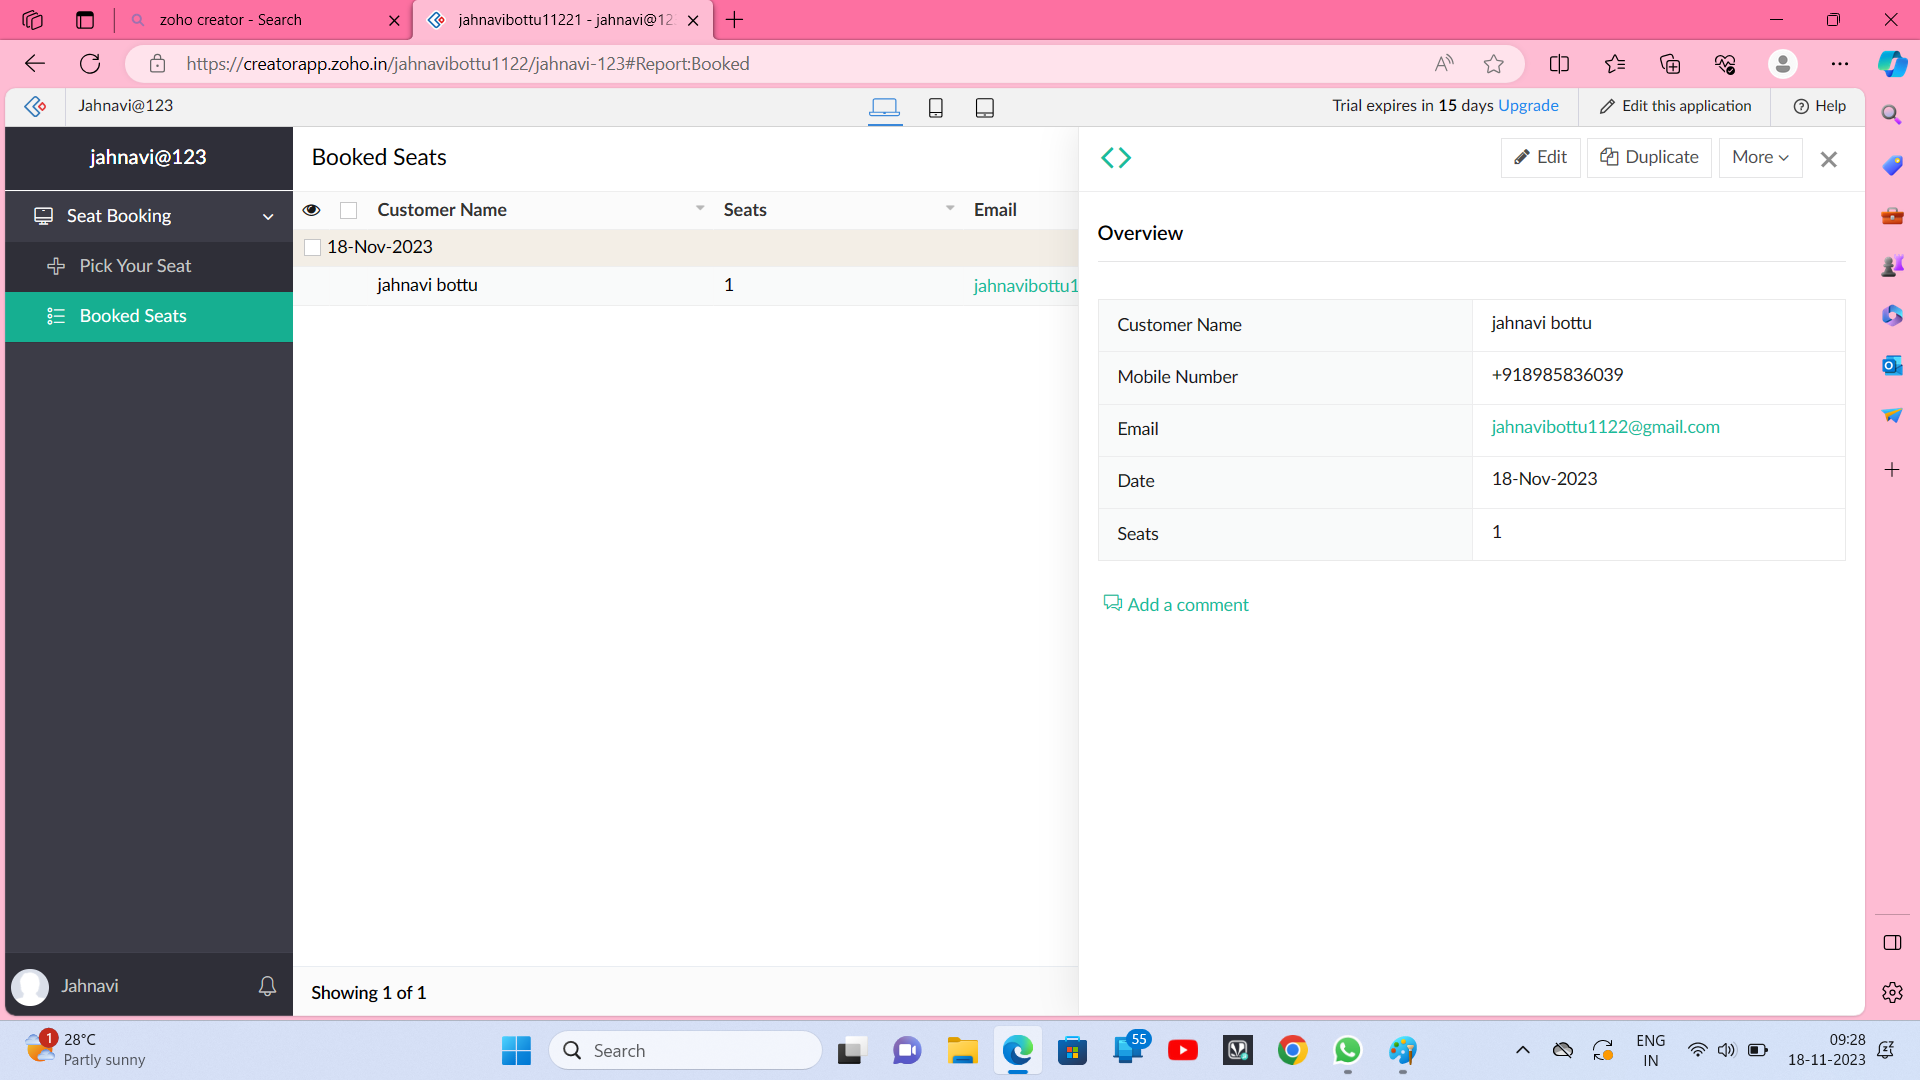 zoho creator - Search
jahnavibottu11221 - jahnavi@12
https://creatorapp.zoho.in/jahnavibottu1122/jahnavi-123#Report:Booked
Jahnavi@123
Trial expires in 15 days Upgrade
Edit this application
Help
jahnavi@123
Seat Booking
Pick Your Seat
Booked Seats
Jahnavi
Booked Seats
Customer Name Seats Email
18-Nov-2023
jahnavi bottu 1 jahnavibottu1
Showing 1 of 1
Edit Duplicate More
Overview
Customer Name jahnavi bottu
Mobile Number +918985836039
Email jahnavibottu1122@gmail.com
Date 18-Nov-2023
Seats 1
Add a comment
1
28°C
Partly sunny
Search
55
ENG
IN
09:28
18-11-2023